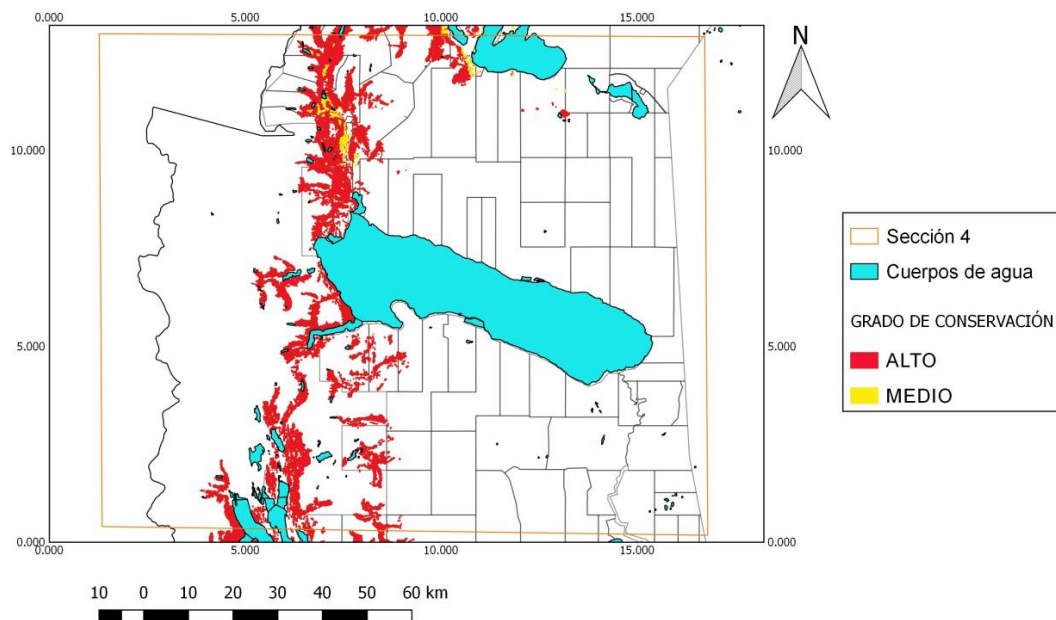 0.000 5.000 10.000 15.000
N
10.000 10.000
Sección 4
Cuerpos de agua
GRADO DE CONSERVACIÓN
ALTO
MEDIO
5.000 5.000
0.000 0.000
0.000 5.000 10.000 15.000
10 0 10 20 30 40 50 60 km